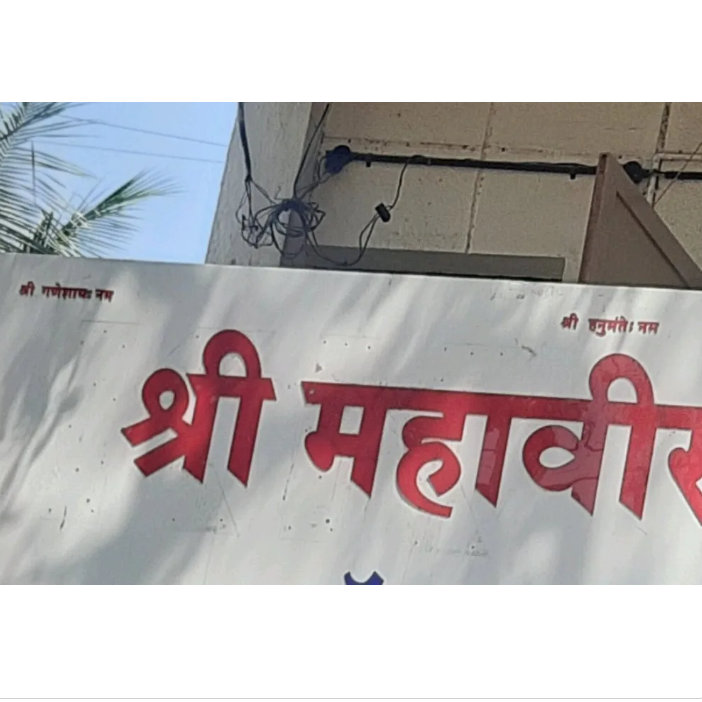 श्री गणेशायः नम
श्री हनुमंतेः नम
श्री महावीर